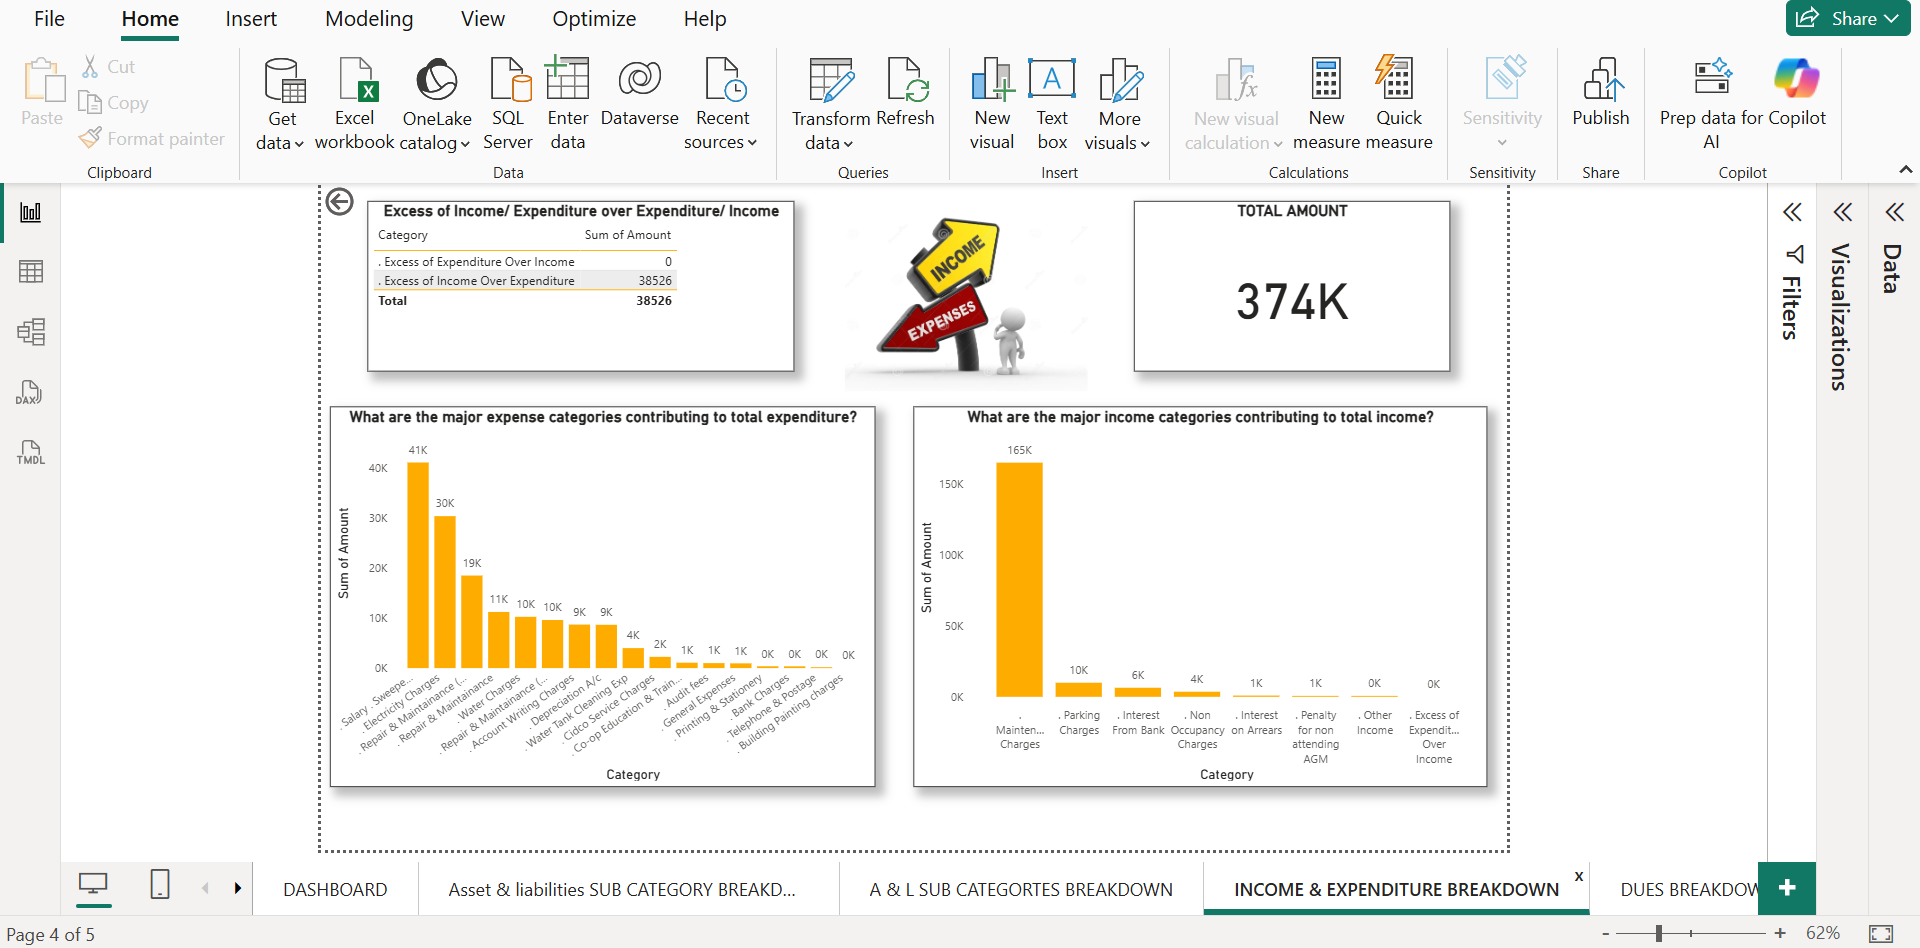 File Home Insert Modeling View Optimize Help
Share
Paste
Cut
Copy
Format painter
Clipboard
Get data
Excel workbook
OneLake catalog
SQL Server
Enter data
Dataverse
Recent sources
Data
Transform data
Refresh
Queries
New visual
Text box
More visuals
Insert
New visual calculation
New measure
Quick measure
Calculations
Sensitivity
Sensitivity
Publish
Share
Prep data for AI
Copilot
Copilot
DAX
TMDL
Excess of Income/ Expenditure over Expenditure/ Income
Category Sum of Amount
. Excess of Expenditure Over Income 0
. Excess of Income Over Expenditure 38526
Total 38526
INCOME
EXPENSES
TOTAL AMOUNT
374K
What are the major expense categories contributing to total expenditure?
Sum of Amount
40K
30K
20K
10K
0K
41K 30K 19K 11K 10K 10K 9K 9K 4K 2K 1K 1K 1K 0K 0K 0K 0K
. Salary .Sweepe...
. Electricity Charges
. Repair & Maintainance (...
. Repair & Maintainance
. Water Charges
. Repair & Maintainance (...
. Account Writing Charges
. Depreciation A/c
. Water Tank Cleaning Exp
. Cidco Service Charges
. Co-op Education & Train...
. Audit fees
. General Expenses
. Printing & Stationery
. Bank Charges
. Telephone & Postage
. Building Painting charges
Category
What are the major income categories contributing to total income?
Sum of Amount
150K
100K
50K
0K
165K 10K 6K 4K 1K 1K 0K 0K
. Mainten... Charges
. Parking Charges
. Interest From Bank
. Non Occupancy Charges
. Interest on Arrears
. Penalty for non attending AGM
. Other Income
. Excess of Expendit... Over Income
Category
Filters
Visualizations
Data
DASHBOARD
Asset & liabilities SUB CATEGORY BREAKD...
A & L SUB CATEGORTES BREAKDOWN
INCOME & EXPENDITURE BREAKDOWN x
DUES BREAKDOW
+
Page 4 of 5
- + 62%